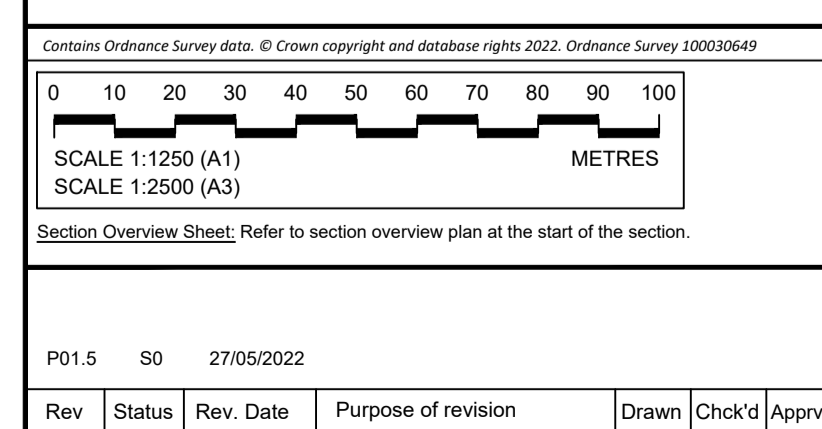 Contains Ordnance Survey data. © Crown copyright and database rights 2022. Ordnance Survey 100030649
0 10 20 30 40 50 60 70 80 90 100
SCALE 1:1250 (A1) METRES
SCALE 1:2500 (A3)
Section Overview Sheet: Refer to section overview plan at the start of the section.
P01.5 S0 27/05/2022
Rev Status Rev. Date Purpose of revision Drawn Chck'd Apprv